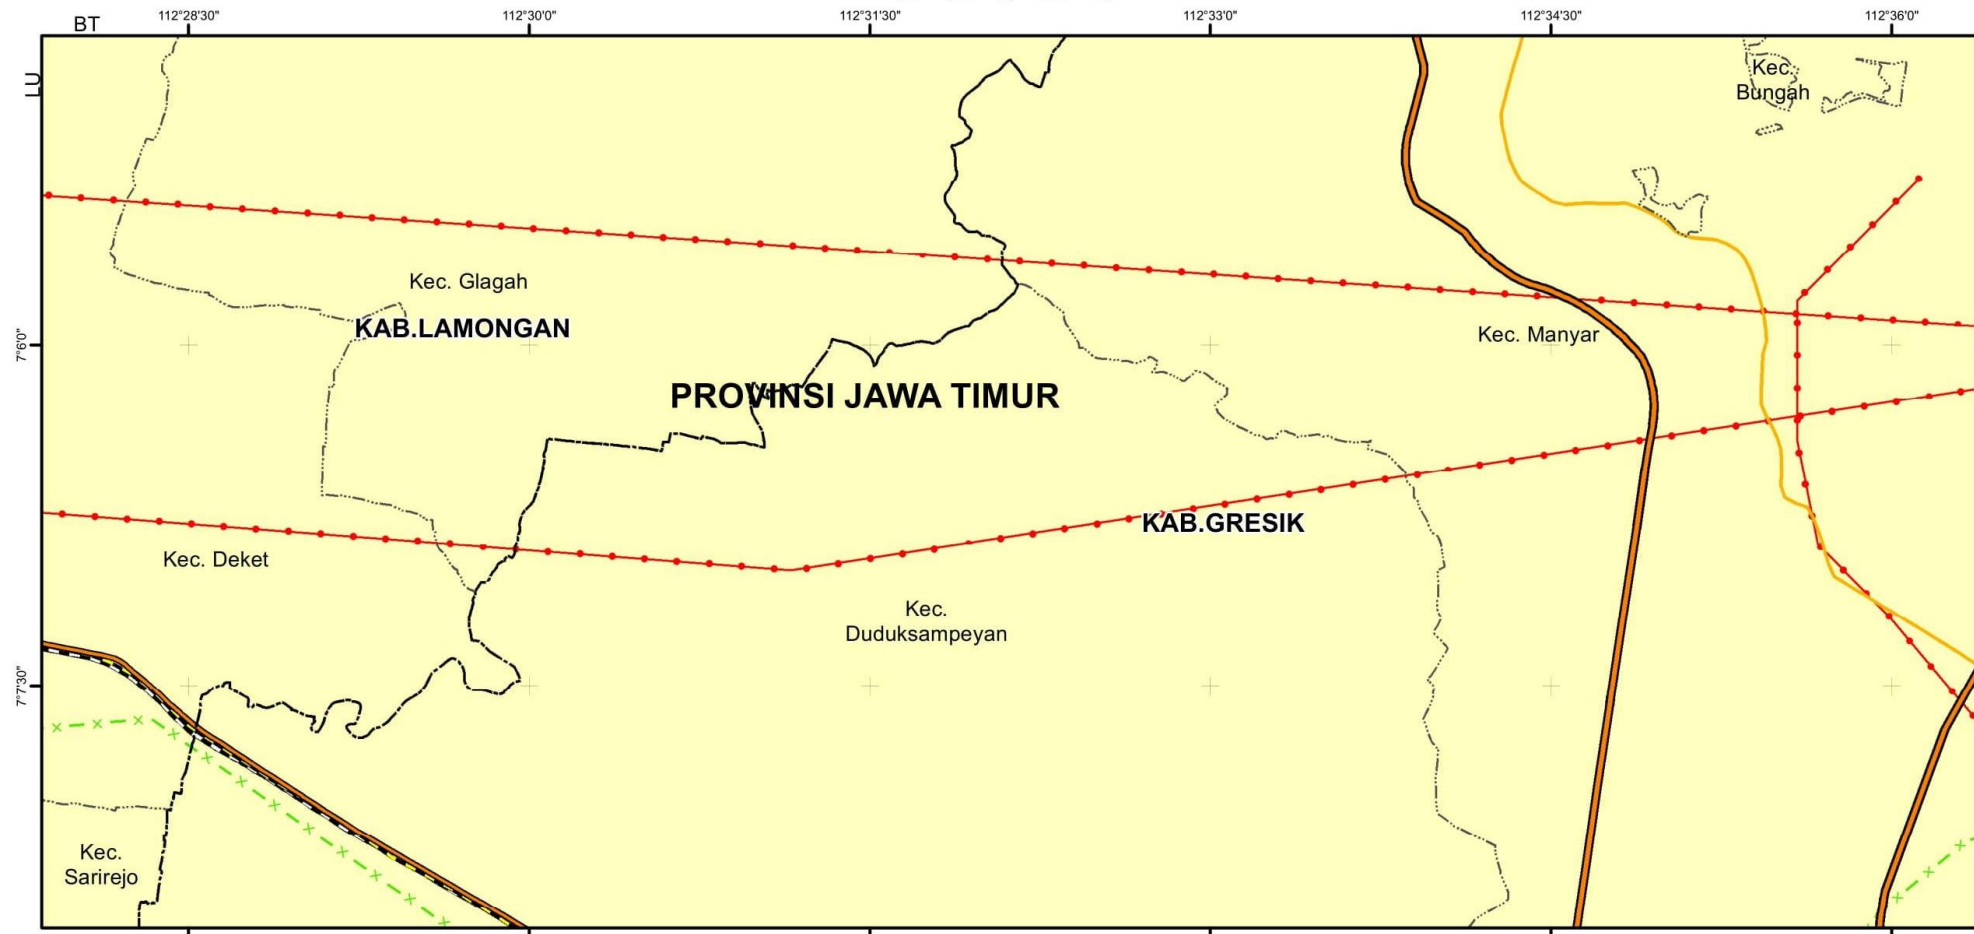 BT
112°28'30"
112°30'0"
112°31'30"
112°33'0"
112°34'30"
112°36'0"
LU
Kec.
Bungah
Kec. Glagah
KAB.LAMONGAN
Kec. Manyar
7°6'0"
PROVINSI JAWA TIMUR
KAB.GRESIK
Kec. Deket
Kec.
Duduksampeyan
7°7'30"
Kec.
Sarirejo